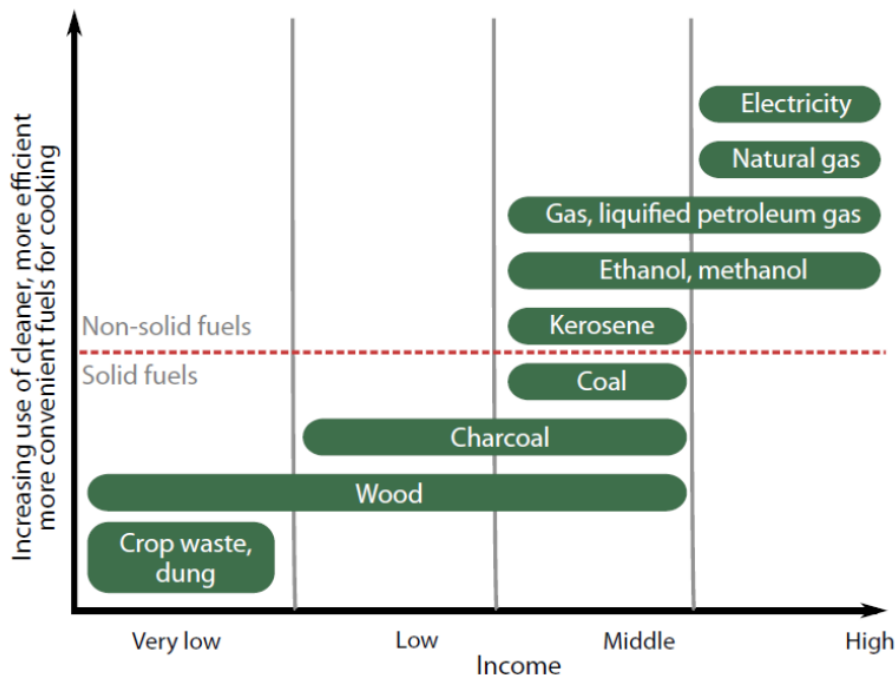 Increasing use of cleaner, more efficient
more convenient fuels for cooking
Electricity
Natural gas
Gas, liquified petroleum gas
Ethanol, methanol
Non-solid fuels
Kerosene
Solid fuels
Coal
Charcoal
Wood
Crop waste,
dung
Very low
Low
Middle
High
Income